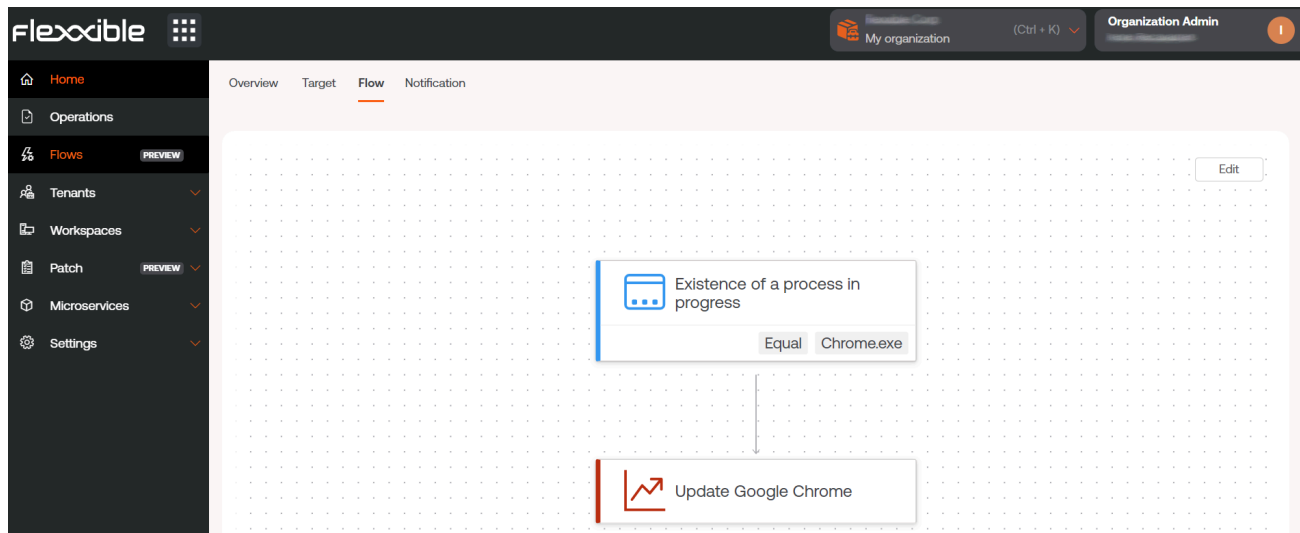 Flexxible
My organization
(Ctrl + K)
Organization Admin
I
Home
Operations
Flows PREVIEW
Tenants
Workspaces
Patch PREVIEW
Microservices
Settings
Overview Target Flow Notification
Edit
Existence of a process in
progress
Equal Chrome.exe
Update Google Chrome